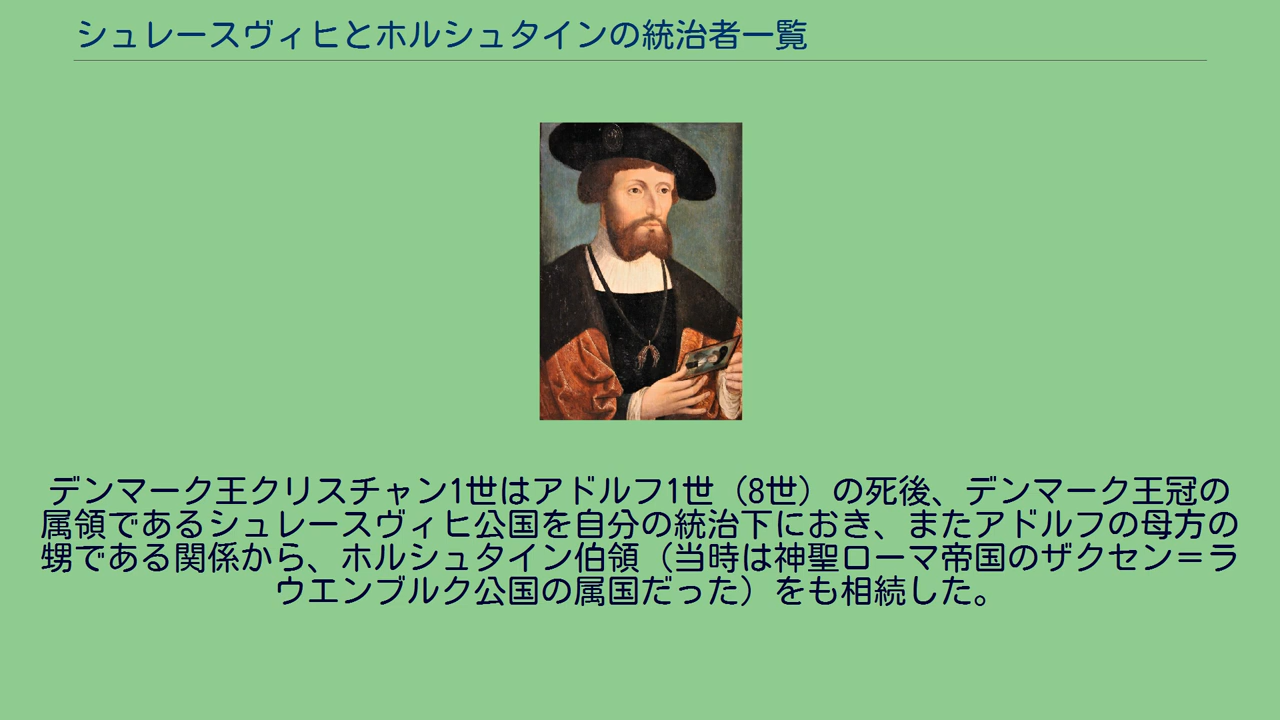 シュレースヴィヒとホルシュタインの統治者一覧
デンマーク王クリスチャン1世はアドルフ1世（8世）の死後、デンマーク王冠の
属領であるシュレースヴィヒ公国を自分の統治下におき、またアドルフの母方の
甥である関係から、ホルシュタイン伯領（当時は神聖ローマ帝国のザクセン＝ラ
ウエンブルク公国の属国だった）をも相続した。